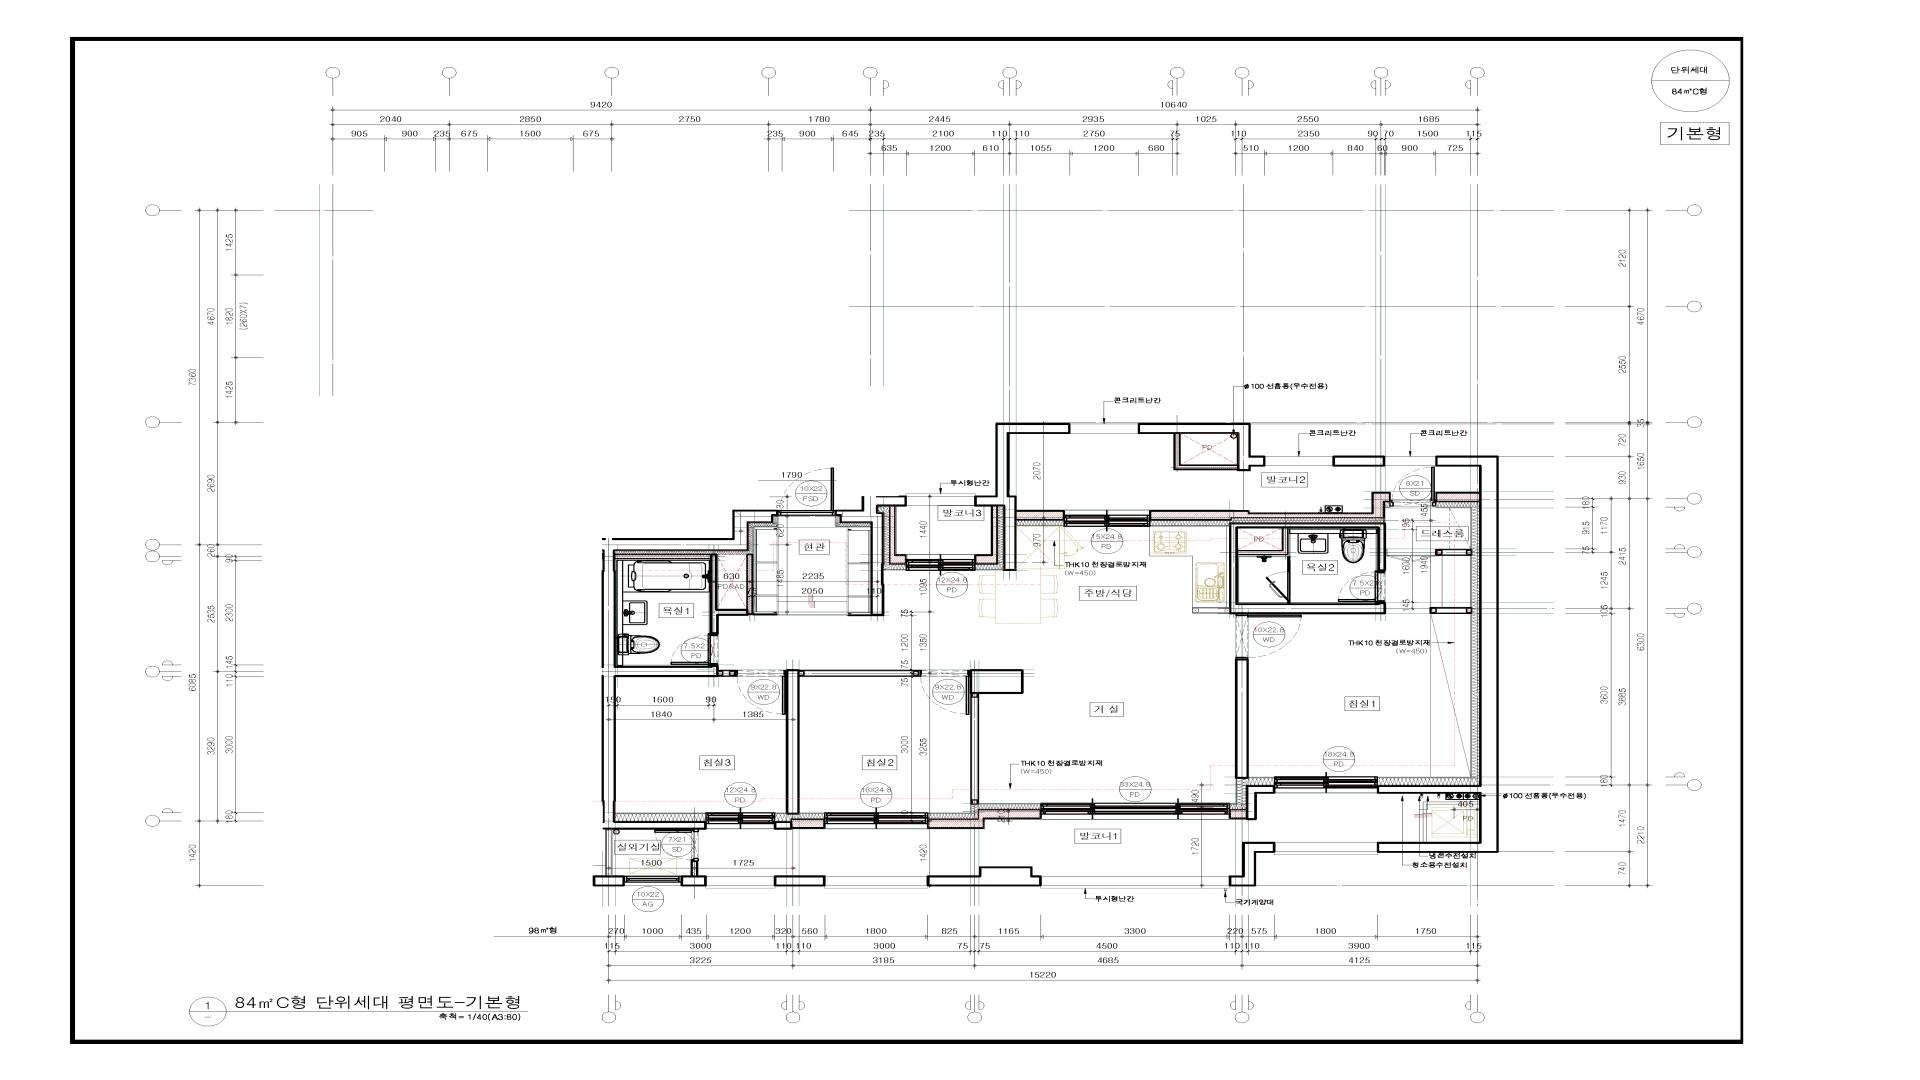 단위세대
84㎡C형
기본형
9420
10640
2040
2850
2750
1780
2445
2935
1025
2550
1685
905
900
235
675
1500
675
235
900
645
235
2100
110
110
2750
75
110
2350
90
70
1500
115
635
1200
610
1055
1200
680
510
1200
840
60
900
725
1425
1820
(260X7)
1425
4670
7360
2690
260
90
2535
2300
145
110
6085
3290
3000
180
1420
2120
4670
2550
35
720
1650
930
180
915
1170
75
2415
1245
105
6300
3600
3885
180
1470
2210
740
ø100 선홈통(우수전용)
콘크리트난간
콘크리트난간
콘크리트난간
PD
2070
발코니2
투시형난간
발코니3
1790
10X22
FSD
8X21
SD
455
드레스룸
195
1600
1940
145
현관
1440
970
15X24.8
PD
THK10 천장결로방지재
(W=450)
주방/식당
PD
욕실2
7.5X2
PD
630
PD&AD
2235
2050
110
1485
12X24.8
PD
1095
75
욕실1
7.5X2
PD
1200
1350
75
75
10X22.8
WD
THK10 천장결로방지재
(W=450)
9X22.8
WD
9X22.8
WD
150
1600
90
1840
1385
거 실
침실1
침실3
침실2
3000
3255
THK10 천장결로방지재
(W=450)
18X24.8
PD
12X24.8
PD
18X24.8
PD
33X24.8
PD
490
ø100 선홈통(우수전용)
405
PD
실외기실
7X21
SD
1500
1725
1420
발코니1
1720
냉온수전설치
청소용수전설치
10X22
AG
투시형난간
국기게양대
98㎡형
270
1000
435
1200
320
560
1800
825
1165
3300
220
575
1800
1750
115
3000
110
110
3000
75
75
4500
110
110
3900
115
3225
3185
4685
4125
15220
1
84㎡C형 단위세대 평면도-기본형
축척= 1/40(A3:80)